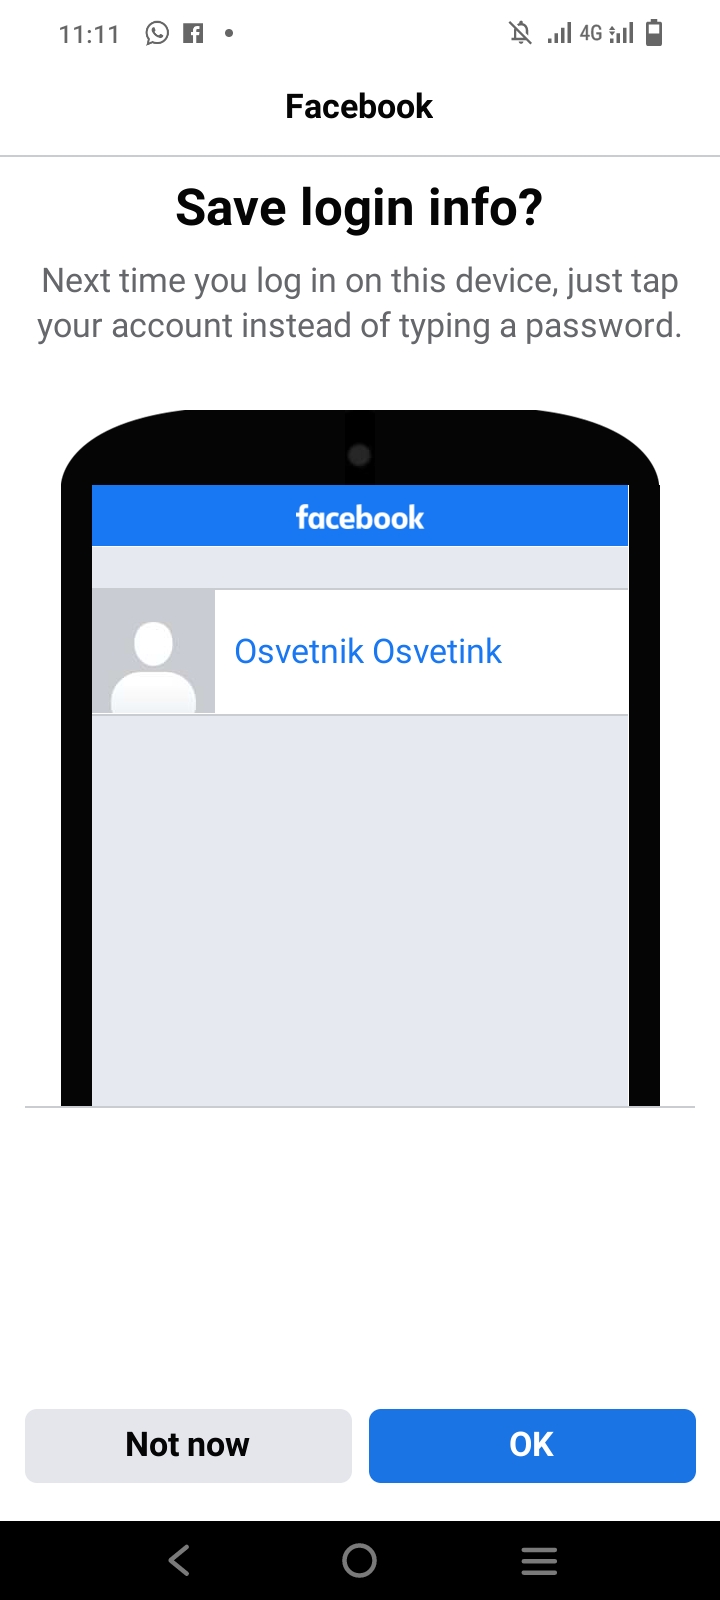 11:11
4G
Facebook
Save login info?
Next time you log in on this device, just tap
your account instead of typing a password.
facebook
Osvetnik Osvetink
Not now
OK